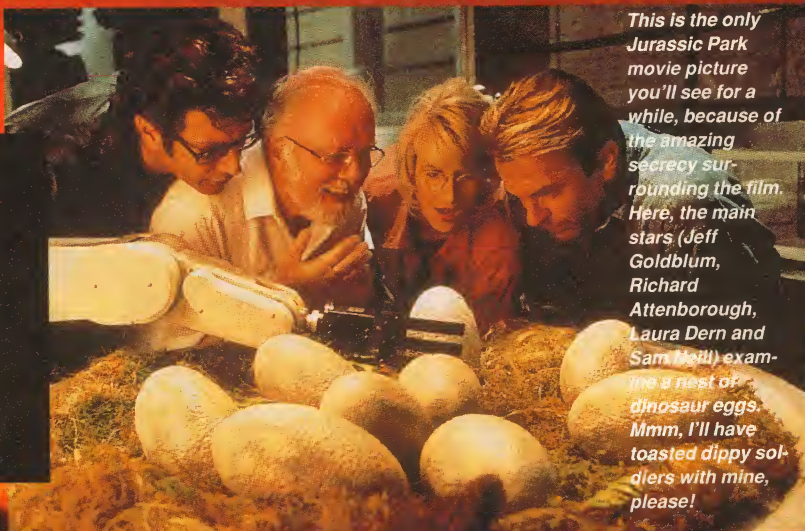 This is the only
Jurassic Park
movie picture
you'll see for a
while, because of
the amazing
secrecy sur-
rounding the film.
Here, the main
stars (Jeff
Goldblum,
Richard
Attenborough,
Laura Dern and
Sam Neill) exam-
ine a nest of
dinosaur eggs.
Mmm, I'll have
toasted dippy sol-
diers with mine,
please!